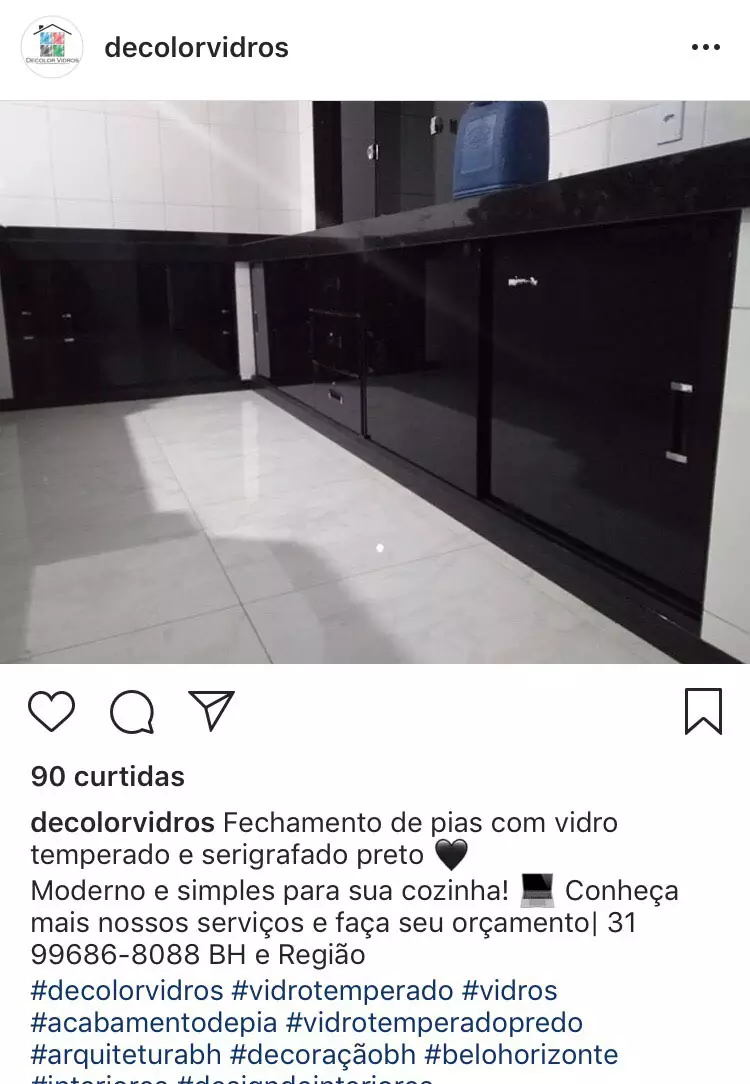 DECOLOR VIDROS
decolorvidros
90 curtidas
decolorvidros Fechamento de pias com vidro
temperado e serigrafado preto 🖤
Moderno e simples para sua cozinha! 💻 Conheça
mais nossos serviços e faça seu orçamento| 31
99686-8088 BH e Região
#decolorvidros #vidrotemperado #vidros
#acabamentodepia #vidrotemperadopredo
#arquiteturabh #decoraçãobh #belohorizonte
#interiores #designdeinteriores